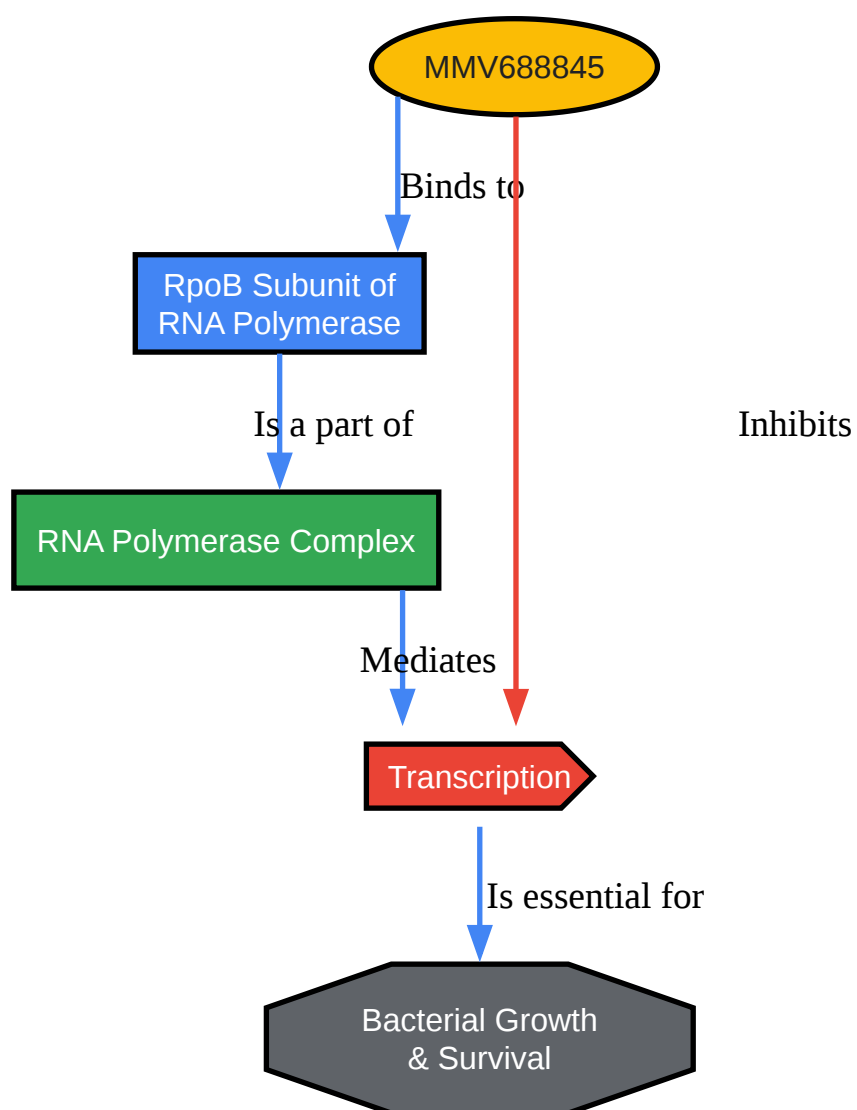 MMV688845
Binds to
RpoB Subunit of
RNA Polymerase
Is a part of
Inhibits
RNA Polymerase Complex
Mediates
Transcription
Is essential for
Bacterial Growth
& Survival